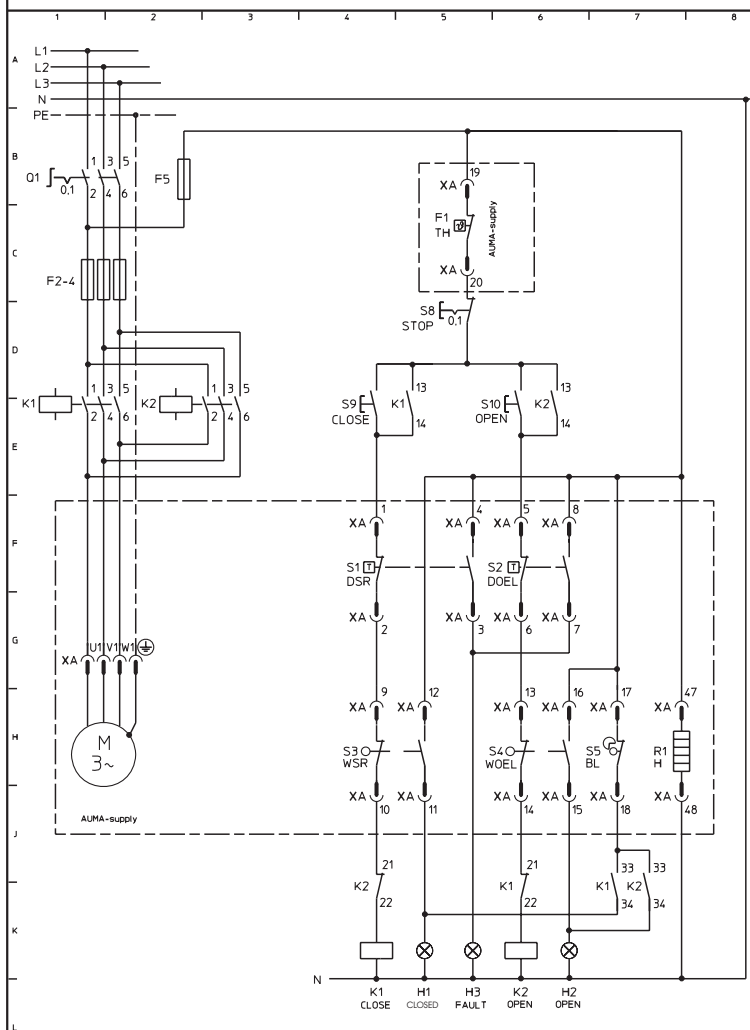 1 2 3 4 5 6 7 8
A
L1
L2
L3
N
PE
B
1 3 5
Q1 0,1
2 4 6
F5
19
XA
F1
TH
AUMA-supply
XA
20
C
F2-4
S8
0,1
STOP
D
1 3 5
K1
2 4 6
1 3 5
K2
2 4 6
S9
CLOSE
13
K1
14
S10
OPEN
13
K2
14
E
F
1 4 5 8
XA XA XA XA
S1 T
DSR
S2 T
DOEL
XA XA XA XA
2 3 6 7
G
U1 V1 W1
XA
9 12 13 16 17 47
XA XA XA XA XA
H
M
3~
S3
WSR
S4
WOEL
S5
BL
R1
H
XA XA XA XA XA
10 11 14 15 18 48
AUMA-supply
J
21
K2
22
21
K1
22
33
K1
34
33
K2
34
K
N
K1 H1 H3 K2 H2
CLOSE CLOSED FAULT OPEN OPEN
L